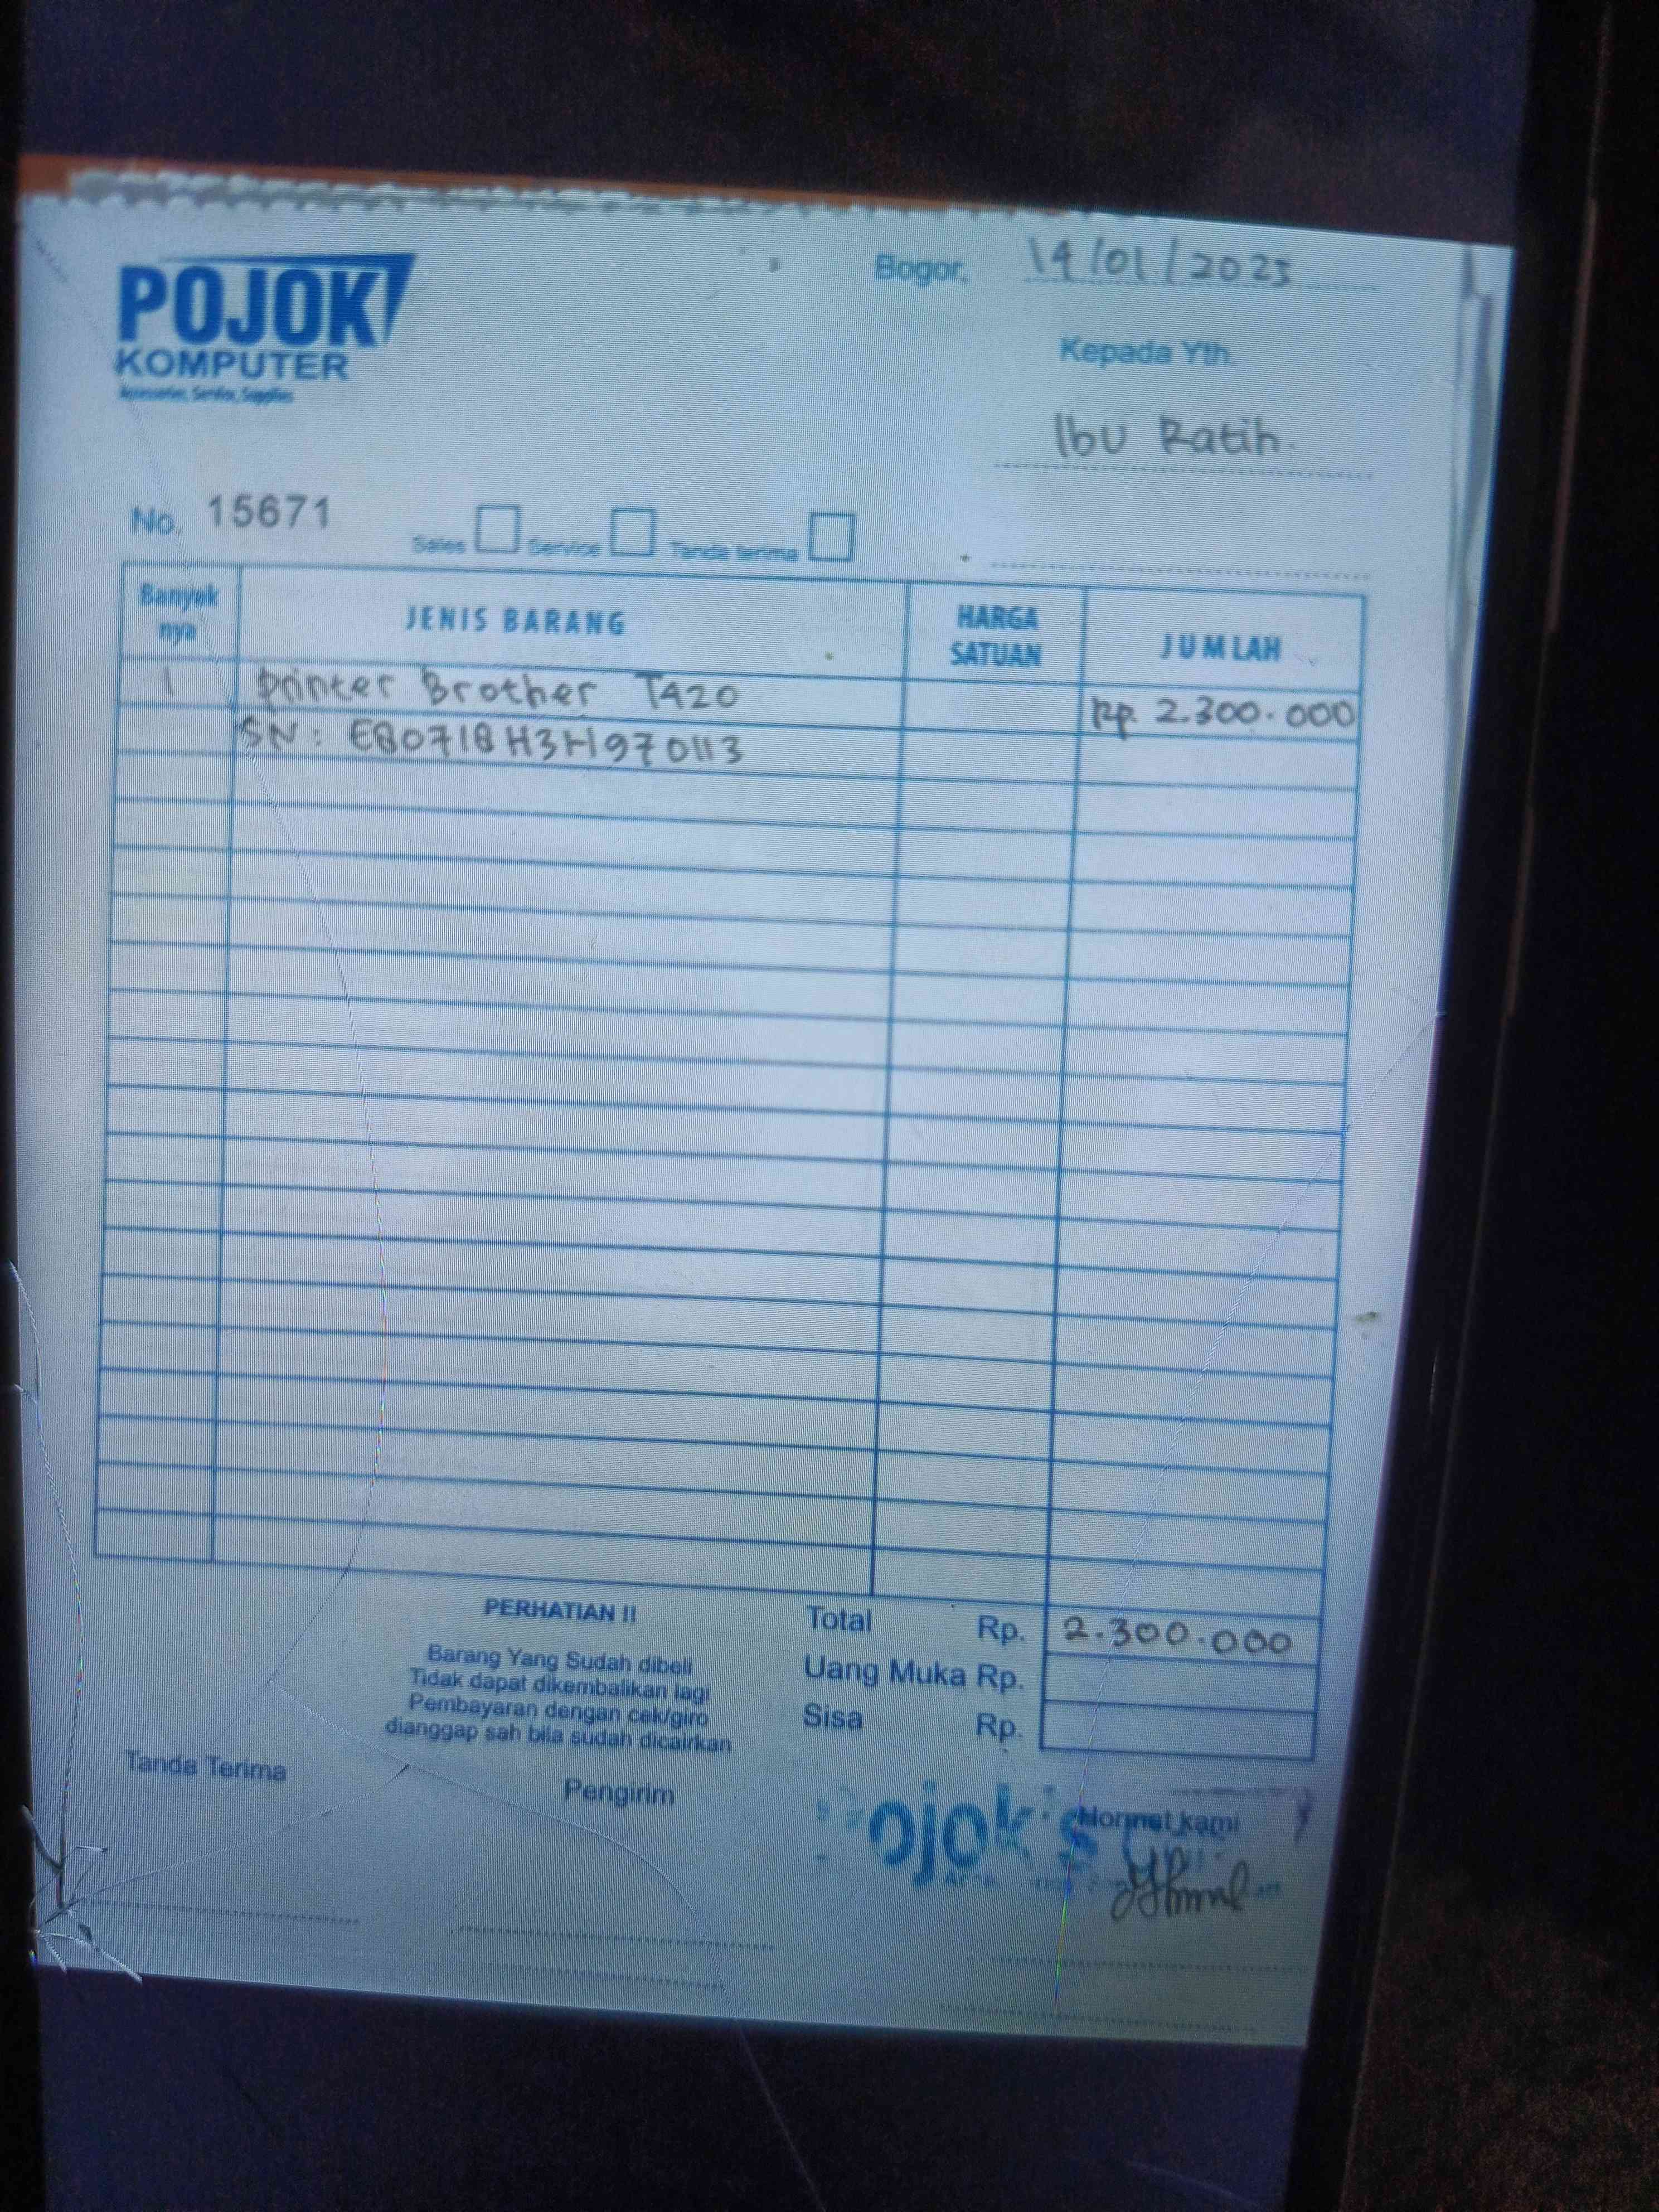 POJOK
KOMPUTER
Accessories, Service, Supplies
Bogor, 14/01/2025
Kepada Yth.
Ibu Ratih.
No. 15671
Sales Service Tanda terima
Banyak nya JENIS BARANG HARGA SATUAN JUMLAH
1 printer Brother T420 Rp. 2.300.000
SN: E80718H3H970113
PERHATIAN !!
Barang Yang Sudah dibeli
Tidak dapat dikembalikan lagi
Pembayaran dengan cek/giro
dianggap sah bila sudah dicairkan
Total Rp. 2.300.000
Uang Muka Rp.
Sisa Rp.
Tanda Terima
Pengirim
Hormat kami